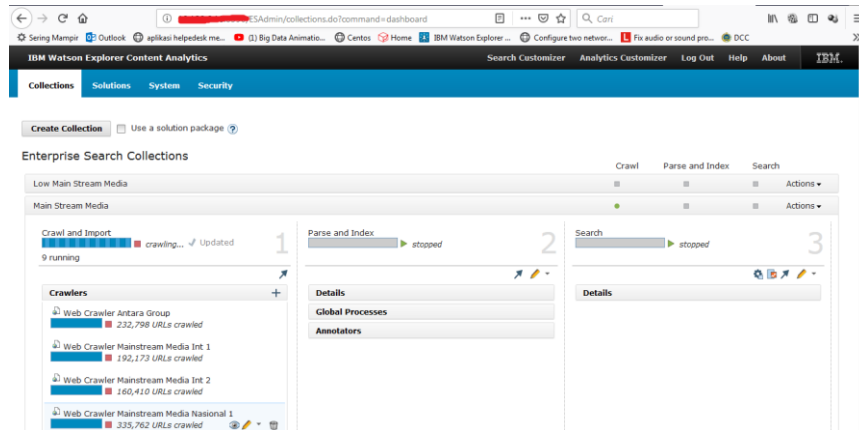 ESAdmin/collections.do?command=dashboard
Cari
Sering Mampir Outlook aplikasi helpedesk me... (1) Big Data Animatio... Centos Home IBM Watson Explorer ... Configure two networ... Fix audio or sound pro... DCC
IBM Watson Explorer Content Analytics Search Customizer Analytics Customizer Log Out Help About IBM.
Collections Solutions System Security
Create Collection Use a solution package ?
Enterprise Search Collections
Crawl Parse and Index Search
Low Main Stream Media Actions
Main Stream Media Actions
Crawl and Import
crawling... Updated 1
9 running
Crawlers
Web Crawler Antara Group
232,798 URLs crawled
Web Crawler Mainstream Media Int 1
192,173 URLs crawled
Web Crawler Mainstream Media Int 2
160,410 URLs crawled
Web Crawler Mainstream Media Nasional 1
335,762 URLs crawled
Parse and Index
stopped 2
Details
Global Processes
Annotators
Search
stopped 3
Details